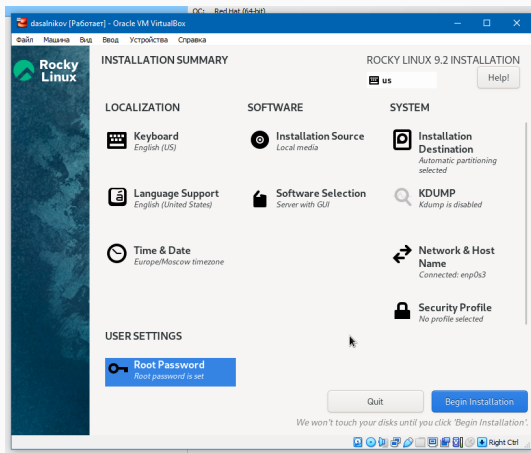 ОС: Red Hat (64-bit)
dasalnikov [Работает] - Oracle VM VirtualBox
Файл Машина Вид Ввод Устройства Справка
Rocky
Linux
INSTALLATION SUMMARY
ROCKY LINUX 9.2 INSTALLATION
us
Help!
LOCALIZATION
Keyboard
English (US)
Language Support
English (United States)
Time & Date
Europe/Moscow timezone
SOFTWARE
Installation Source
Local media
Software Selection
Server with GUI
SYSTEM
Installation
Destination
Automatic partitioning
selected
KDUMP
Kdump is disabled
Network & Host
Name
Connected: enp0s3
Security Profile
No profile selected
USER SETTINGS
Root Password
Root password is set
Quit
Begin Installation
We won't touch your disks until you click 'Begin Installation'.
Right Ctrl